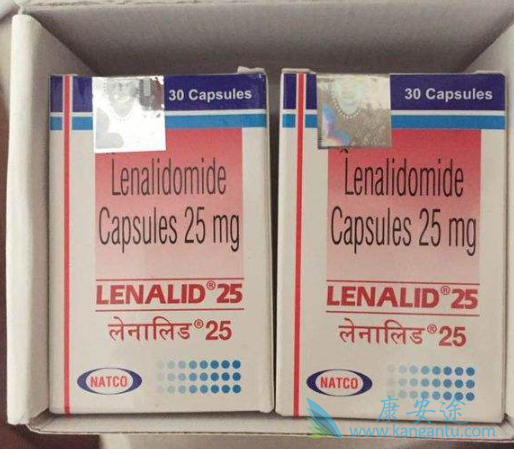 30 Capsules
Lenalidomide
Capsules 25 mg
LENALID® 25
लेनालिड® 25
NATCO
30 Capsules
Lenalidomide
Capsules 25 mg
LENALID® 25
लेनालिड® 25
NATCO
康安途
www.kangantu.com